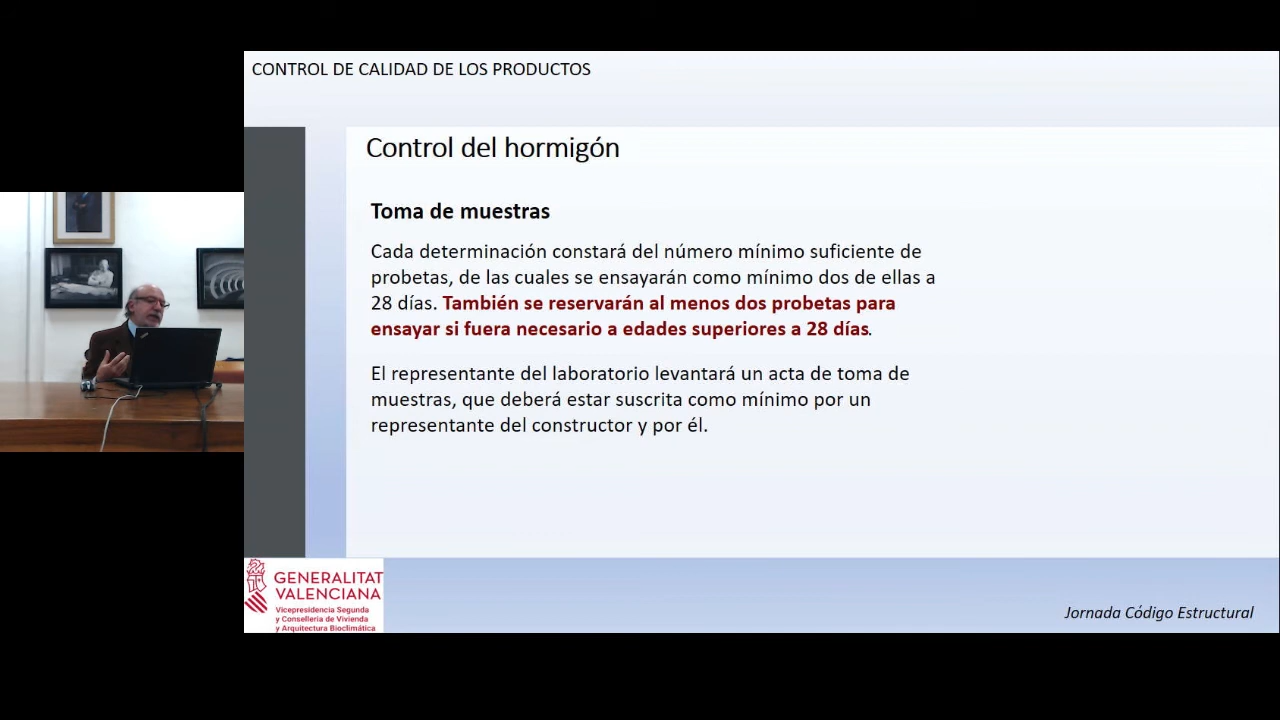 CONTROL DE CALIDAD DE LOS PRODUCTOS
Control del hormigón
Toma de muestras
Cada determinación constará del número mínimo suficiente de
probetas, de las cuales se ensayarán como mínimo dos de ellas a
28 días. También se reservarán al menos dos probetas para
ensayar si fuera necesario a edades superiores a 28 días.
El representante del laboratorio levantará un acta de toma de
muestras, que deberá estar suscrita como mínimo por un
representante del constructor y por él.
GENERALITAT
VALENCIANA
Vicepresidencia Segunda
y Conselleria de Vivienda
y Arquitectura Bioclimática
Jornada Código Estructural